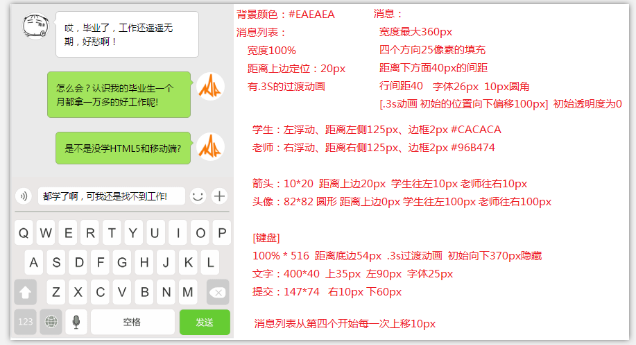 哎，毕业了，工作还遥遥无
期，好愁啊！
怎么会？认识我的毕业生一个
月都拿一万多的好工作呢!
是不是没学HTML5和移动端?
都学了啊，可我还是找不到工作!
Q W E R T Y U I O P
A S D F G H J K L
Z X C V B N M
123
空格
发送
背景颜色：#EAEAEA
消息列表：
宽度100%
距离上边定位：20px
有.3S的过渡动画
消息：
宽度最大360px
四个方向25像素的填充
距离下方面40px的间距
行间距40 字体26px 10px圆角
[.3s动画 初始的位置向下偏移100px] 初始透明度为0
学生：左浮动、距离左侧125px、边框2px #CACACA
老师：右浮动、距离右侧125px、边框2px #96B474
箭头：10*20 距离上边20px 学生往左10px 老师往右10px
头像：82*82 圆形 距离上边0px 学生往左100px 老师往右100px
[键盘]
100% * 516 距离底边54px .3s过渡动画 初始向下370px隐藏
文字：400*40 上35px 左90px 字体25px
提交：147*74 右10px 下60px
消息列表从第四个开始每一次上移10px